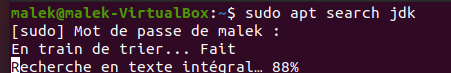 malek@malek-VirtualBox:~$ sudo apt search jdk
[sudo] Mot de passe de malek :
En train de trier... Fait
Recherche en texte intégral… 88%